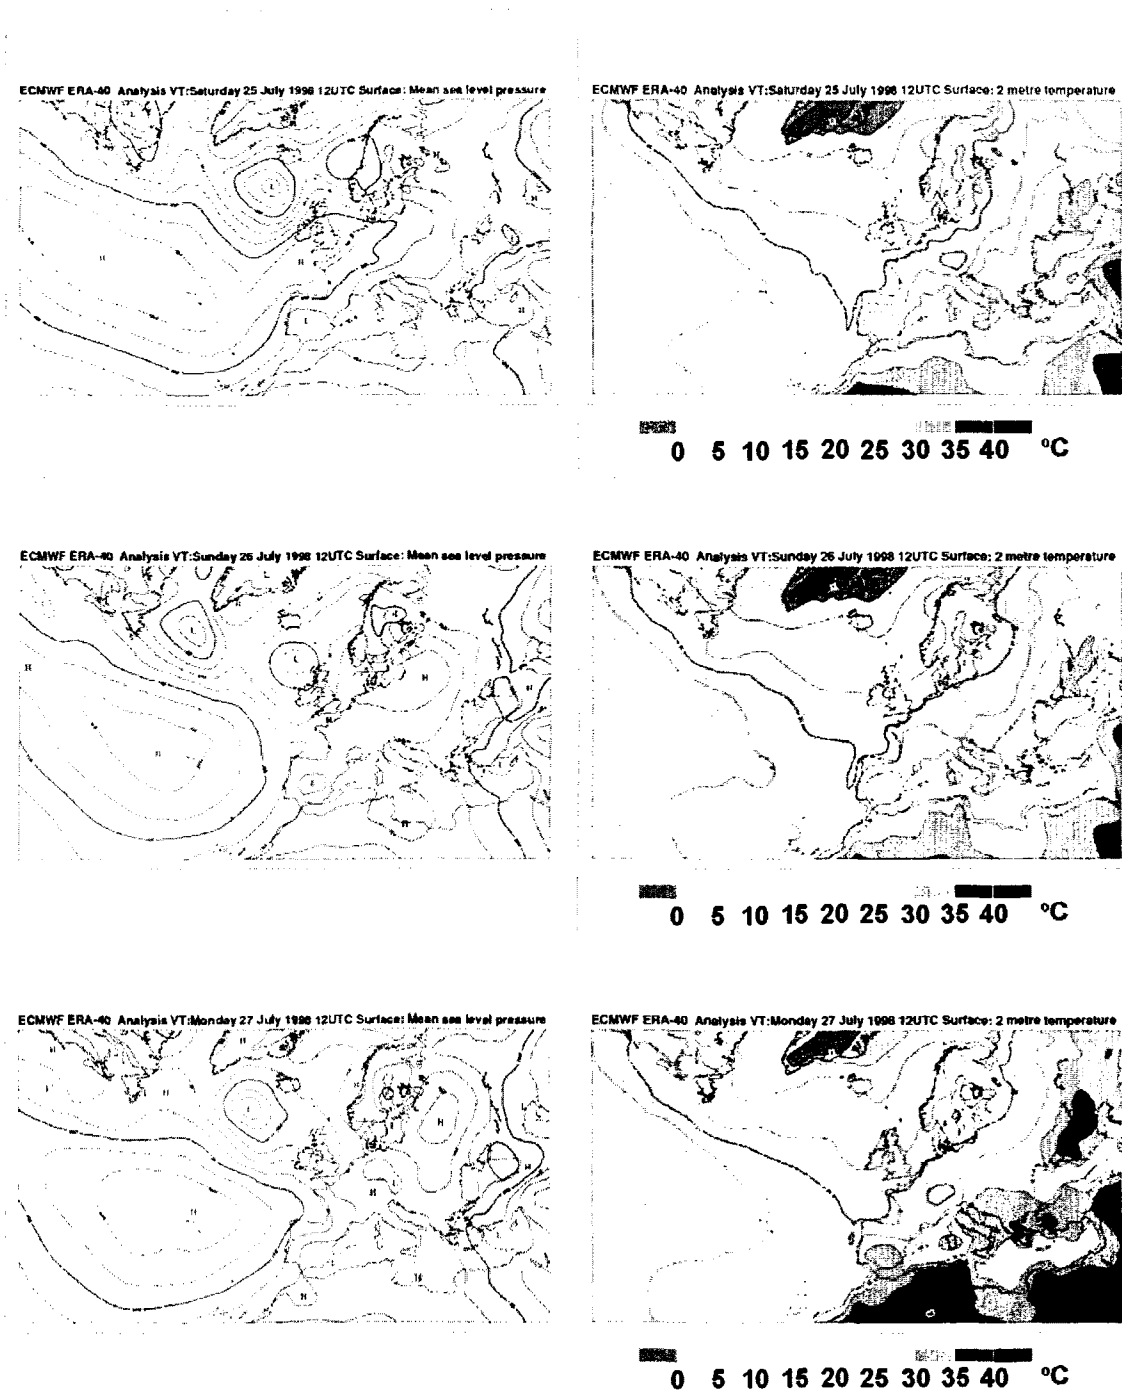 ECMWF ERA-40 Analysis VT:Saturday 25 July 1998 12UTC Surface: Mean sea level pressure
ECMWF ERA-40 Analysis VT:Saturday 25 July 1998 12UTC Surface: 2 metre temperature
0 5 10 15 20 25 30 35 40 °C
ECMWF ERA-40 Analysis VT:Sunday 26 July 1998 12UTC Surface: Mean sea level pressure
ECMWF ERA-40 Analysis VT:Sunday 26 July 1998 12UTC Surface: 2 metre temperature
0 5 10 15 20 25 30 35 40 °C
ECMWF ERA-40 Analysis VT:Monday 27 July 1998 12UTC Surface: Mean sea level pressure
ECMWF ERA-40 Analysis VT:Monday 27 July 1998 12UTC Surface: 2 metre temperature
0 5 10 15 20 25 30 35 40 °C